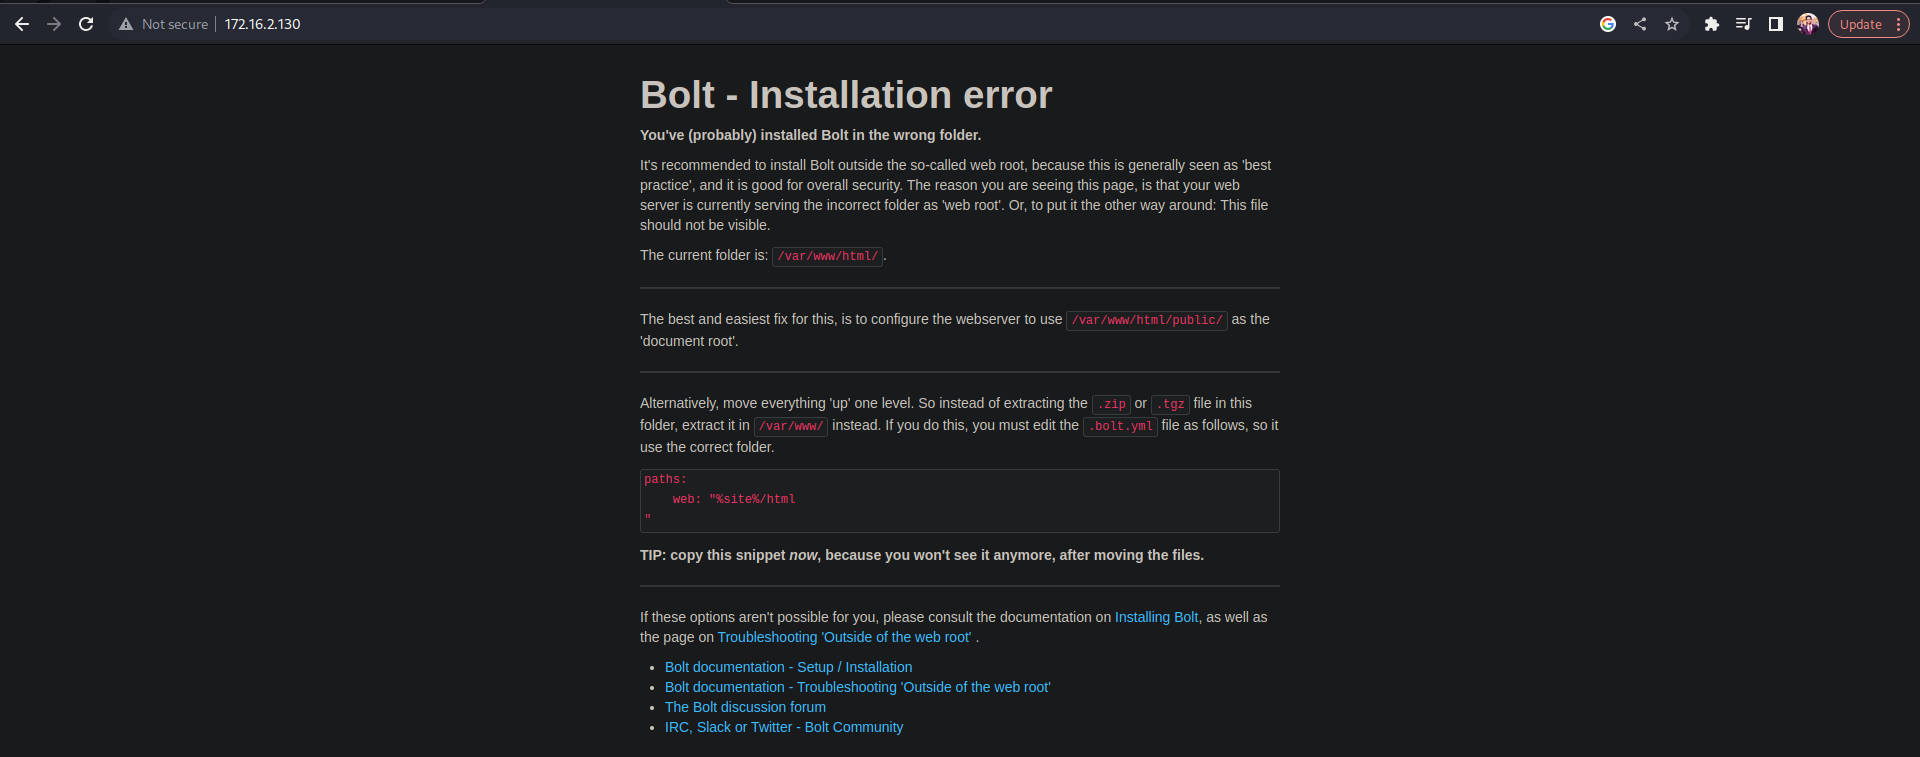 Not secure | 172.16.2.130
Update
Bolt - Installation error
You've (probably) installed Bolt in the wrong folder.
It's recommended to install Bolt outside the so-called web root, because this is generally seen as 'best
practice', and it is good for overall security. The reason you are seeing this page, is that your web
server is currently serving the incorrect folder as 'web root'. Or, to put it the other way around: This file
should not be visible.
The current folder is: /var/www/html/.
The best and easiest fix for this, is to configure the webserver to use /var/www/html/public/ as the
'document root'.
Alternatively, move everything 'up' one level. So instead of extracting the .zip or .tgz file in this
folder, extract it in /var/www/ instead. If you do this, you must edit the .bolt.yml file as follows, so it
use the correct folder.
paths:
    web: "%site%/html
"
TIP: copy this snippet now, because you won't see it anymore, after moving the files.
If these options aren't possible for you, please consult the documentation on Installing Bolt, as well as
the page on Troubleshooting 'Outside of the web root' .
• Bolt documentation - Setup / Installation
• Bolt documentation - Troubleshooting 'Outside of the web root'
• The Bolt discussion forum
• IRC, Slack or Twitter - Bolt Community